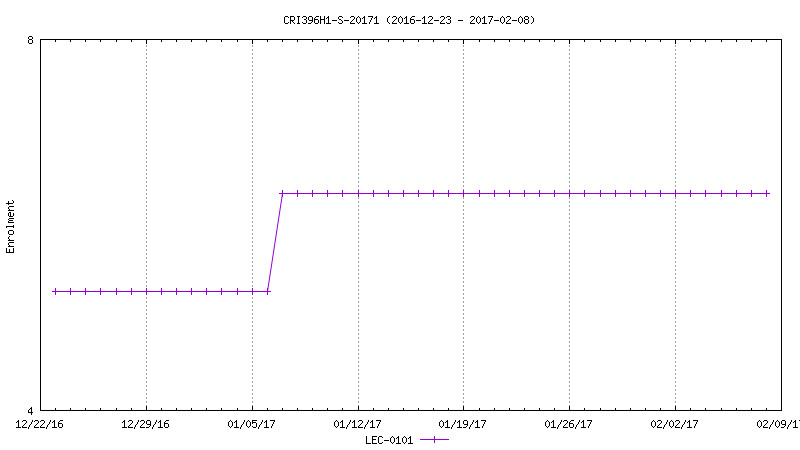 CRI396H1-S-20171 (2016-12-23 - 2017-02-08)
8
Enrolment
4
12/22/16 12/29/16 01/05/17 01/12/17 01/19/17 01/26/17 02/02/17 02/09/1
LEC-0101